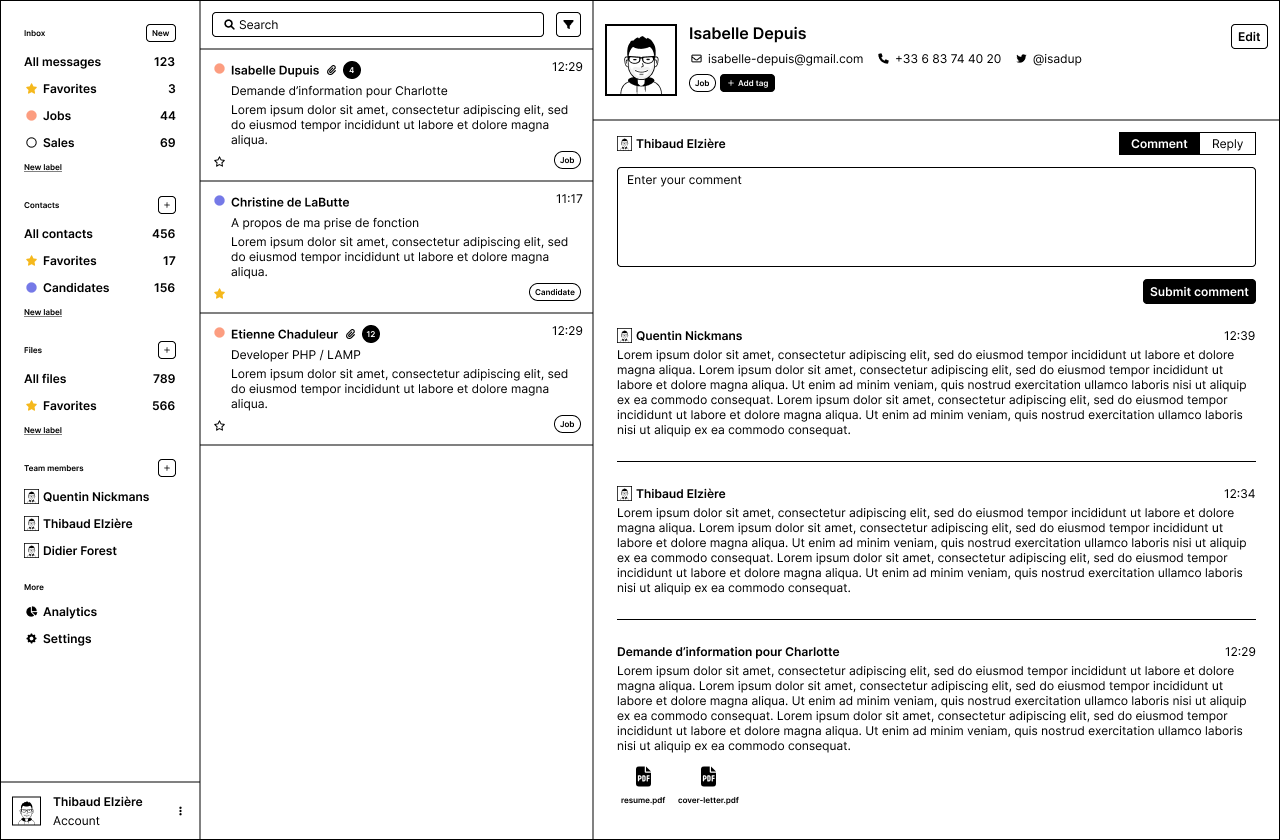 Inbox
New
All messages 123
Favorites 3
Jobs 44
Sales 69
New label
Contacts +
All contacts 456
Favorites 17
Candidates 156
New label
Files +
All files 789
Favorites 566
New label
Team members +
Quentin Nickmans
Thibaud Elzière
Didier Forest
More
Analytics
Settings
Thibaud Elzière
Account
Search
Isabelle Dupuis 4 12:29
Demande d’information pour Charlotte
Lorem ipsum dolor sit amet, consectetur adipiscing elit, sed
do eiusmod tempor incididunt ut labore et dolore magna
aliqua.
Job
Christine de LaButte 11:17
A propos de ma prise de fonction
Lorem ipsum dolor sit amet, consectetur adipiscing elit, sed
do eiusmod tempor incididunt ut labore et dolore magna
aliqua.
Candidate
Etienne Chaduleur 12 12:29
Developer PHP / LAMP
Lorem ipsum dolor sit amet, consectetur adipiscing elit, sed
do eiusmod tempor incididunt ut labore et dolore magna
aliqua.
Job
Isabelle Depuis
Edit
isabelle-depuis@gmail.com +33 6 83 74 40 20 @isadup
Job + Add tag
Thibaud Elzière
Comment Reply
Enter your comment
Submit comment
Quentin Nickmans 12:39
Lorem ipsum dolor sit amet, consectetur adipiscing elit, sed do eiusmod tempor incididunt ut labore et dolore
magna aliqua. Lorem ipsum dolor sit amet, consectetur adipiscing elit, sed do eiusmod tempor incididunt ut
labore et dolore magna aliqua. Ut enim ad minim veniam, quis nostrud exercitation ullamco laboris nisi ut aliquip
ex ea commodo consequat. Lorem ipsum dolor sit amet, consectetur adipiscing elit, sed do eiusmod tempor
incididunt ut labore et dolore magna aliqua. Ut enim ad minim veniam, quis nostrud exercitation ullamco laboris
nisi ut aliquip ex ea commodo consequat.
Thibaud Elzière 12:34
Lorem ipsum dolor sit amet, consectetur adipiscing elit, sed do eiusmod tempor incididunt ut labore et dolore
magna aliqua. Lorem ipsum dolor sit amet, consectetur adipiscing elit, sed do eiusmod tempor incididunt ut
labore et dolore magna aliqua. Ut enim ad minim veniam, quis nostrud exercitation ullamco laboris nisi ut aliquip
ex ea commodo consequat. Lorem ipsum dolor sit amet, consectetur adipiscing elit, sed do eiusmod tempor
incididunt ut labore et dolore magna aliqua. Ut enim ad minim veniam, quis nostrud exercitation ullamco laboris
nisi ut aliquip ex ea commodo consequat.
Demande d’information pour Charlotte 12:29
Lorem ipsum dolor sit amet, consectetur adipiscing elit, sed do eiusmod tempor incididunt ut labore et dolore
magna aliqua. Lorem ipsum dolor sit amet, consectetur adipiscing elit, sed do eiusmod tempor incididunt ut
labore et dolore magna aliqua. Ut enim ad minim veniam, quis nostrud exercitation ullamco laboris nisi ut aliquip
ex ea commodo consequat. Lorem ipsum dolor sit amet, consectetur adipiscing elit, sed do eiusmod tempor
incididunt ut labore et dolore magna aliqua. Ut enim ad minim veniam, quis nostrud exercitation ullamco laboris
nisi ut aliquip ex ea commodo consequat.
PDF PDF
resume.pdf cover-letter.pdf